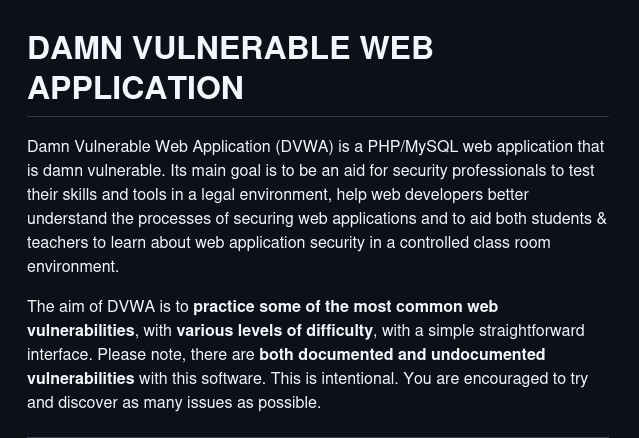 DAMN VULNERABLE WEB
APPLICATION
Damn Vulnerable Web Application (DVWA) is a PHP/MySQL web application that
is damn vulnerable. Its main goal is to be an aid for security professionals to test
their skills and tools in a legal environment, help web developers better
understand the processes of securing web applications and to aid both students &
teachers to learn about web application security in a controlled class room
environment.
The aim of DVWA is to practice some of the most common web
vulnerabilities, with various levels of difficulty, with a simple straightforward
interface. Please note, there are both documented and undocumented
vulnerabilities with this software. This is intentional. You are encouraged to try
and discover as many issues as possible.